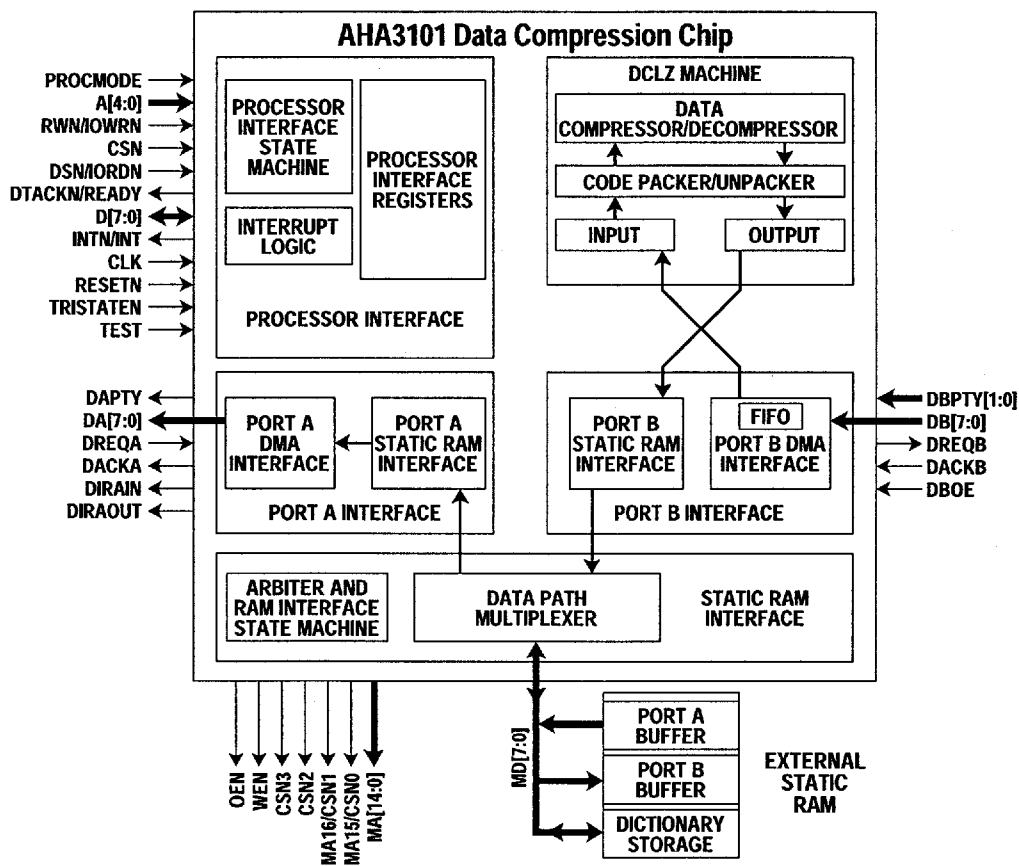 AHA3101 Data Compression Chip
PROCMODE
A[4:0]
RWN/IOWRN
CSN
DSN/IORDN
DTACKN/READY
D[7:0]
INTN/INT
CLK
RESETN
TRISTATEN
TEST
PROCESSOR
INTERFACE
STATE
MACHINE
PROCESSOR
INTERFACE
REGISTERS
INTERRUPT
LOGIC
PROCESSOR INTERFACE
DCLZ MACHINE
DATA
COMPRESSOR/DECOMPRESSOR
CODE PACKER/UNPACKER
INPUT
OUTPUT
DAPTY
DA[7:0]
DREQA
DACKA
DIRAIN
DIRAOUT
PORT A
DMA
INTERFACE
PORT A
STATIC RAM
INTERFACE
PORT A INTERFACE
PORT B
STATIC RAM
INTERFACE
FIFO
PORT B DMA
INTERFACE
PORT B INTERFACE
DBPTY[1:0]
DB[7:0]
DREQB
DACKB
DBOE
ARBITER AND
RAM INTERFACE
STATE MACHINE
DATA PATH
MULTIPLEXER
STATIC RAM
INTERFACE
OEN
WEN
CSN3
CSN2
MA16/CSN1
MA15/CSN0
MA[14:0]
MD[7:0]
PORT A
BUFFER
PORT B
BUFFER
DICTIONARY
STORAGE
EXTERNAL
STATIC
RAM